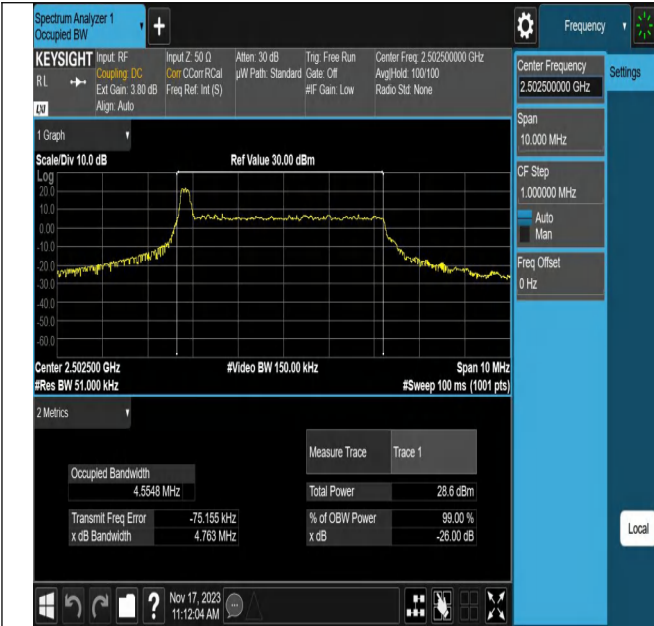 Spectrum Analyzer 1
Occupied BW
Frequency
KEYSIGHT
RL
Input: RF
Coupling: DC
Ext Gain: 3.80 dB
Align: Auto
Input Z: 50 Ω
Corr CCorr RCal
Freq Ref: Int (S)
Atten: 30 dB
µW Path: Standard
Trig: Free Run
Gate: Off
#IF Gain: Low
Center Freq: 2.502500000 GHz
Avg|Hold: 100/100
Radio Std: None
Center Frequency
2.502500000 GHz
Settings
Span
10.000 MHz
CF Step
1.000000 MHz
Auto
Man
Freq Offset
0 Hz
1 Graph
Scale/Div 10.0 dB
Ref Value 30.00 dBm
Log
20.0
10.0
0.00
-10.0
-20.0
-30.0
-40.0
-50.0
-60.0
Center 2.502500 GHz
#Video BW 150.00 kHz
Span 10 MHz
#Res BW 51.000 kHz
#Sweep 100 ms (1001 pts)
2 Metrics
Measure Trace
Trace 1
Occupied Bandwidth
4.5548 MHz
Total Power
28.6 dBm
Transmit Freq Error
-75.155 kHz
% of OBW Power
99.00 %
x dB Bandwidth
4.763 MHz
x dB
-26.00 dB
Local
?
Nov 17, 2023
11:12:04 AM